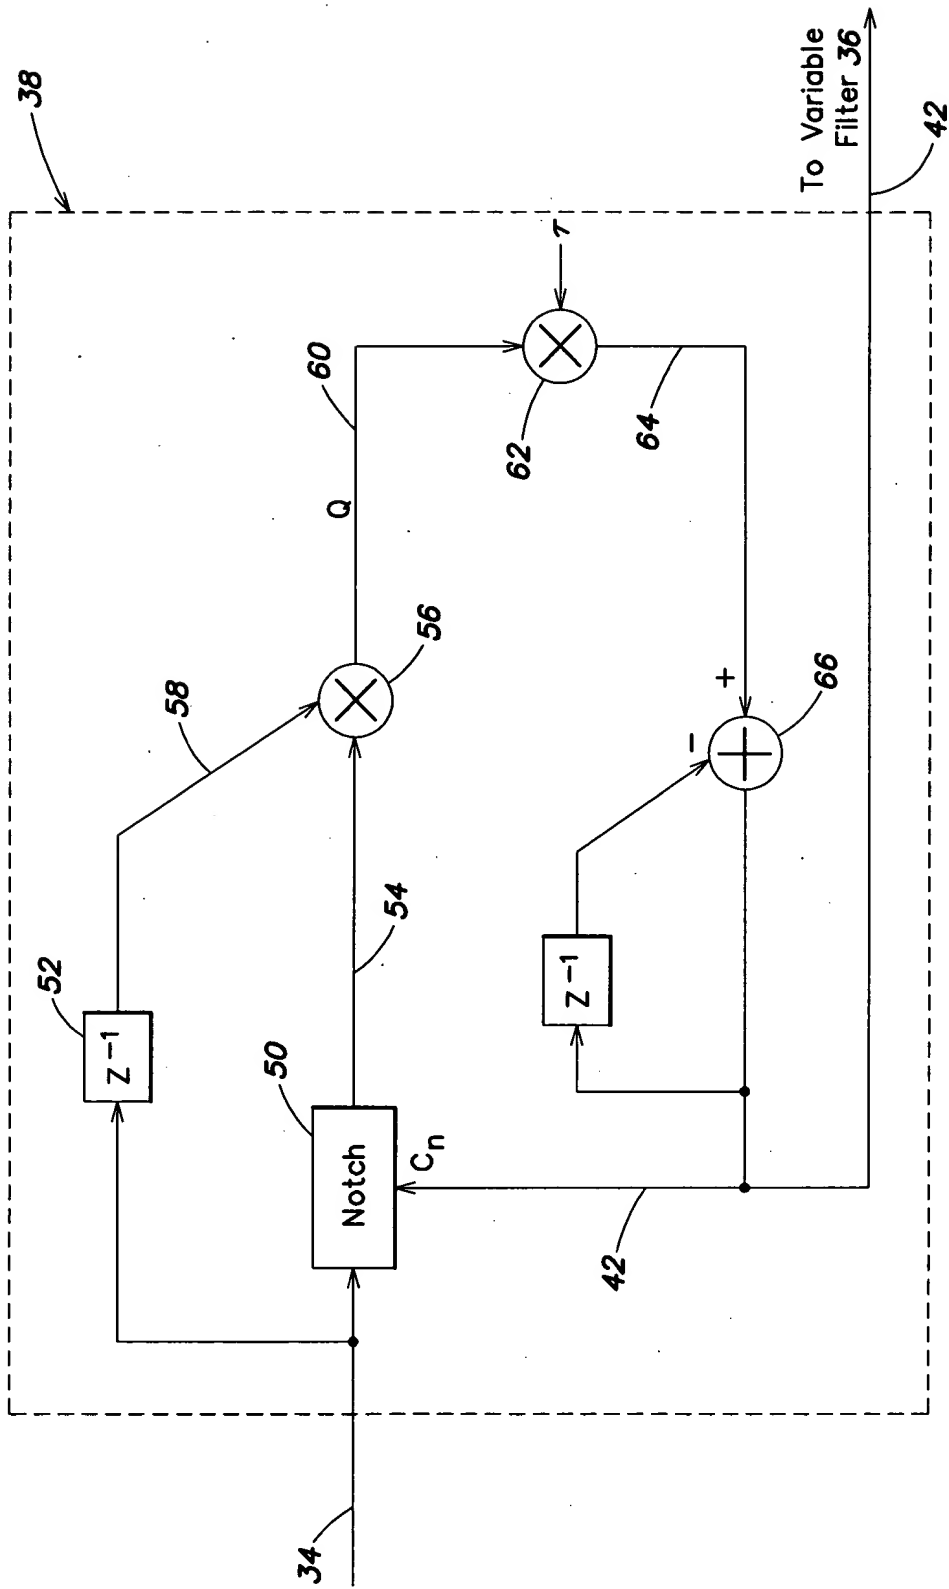 38
52
Z⁻¹
58
60
Q
τ
34
50
Notch
54
56
62
64
Cₙ
42
Z⁻¹
−
+
66
To Variable
Filter 36
42